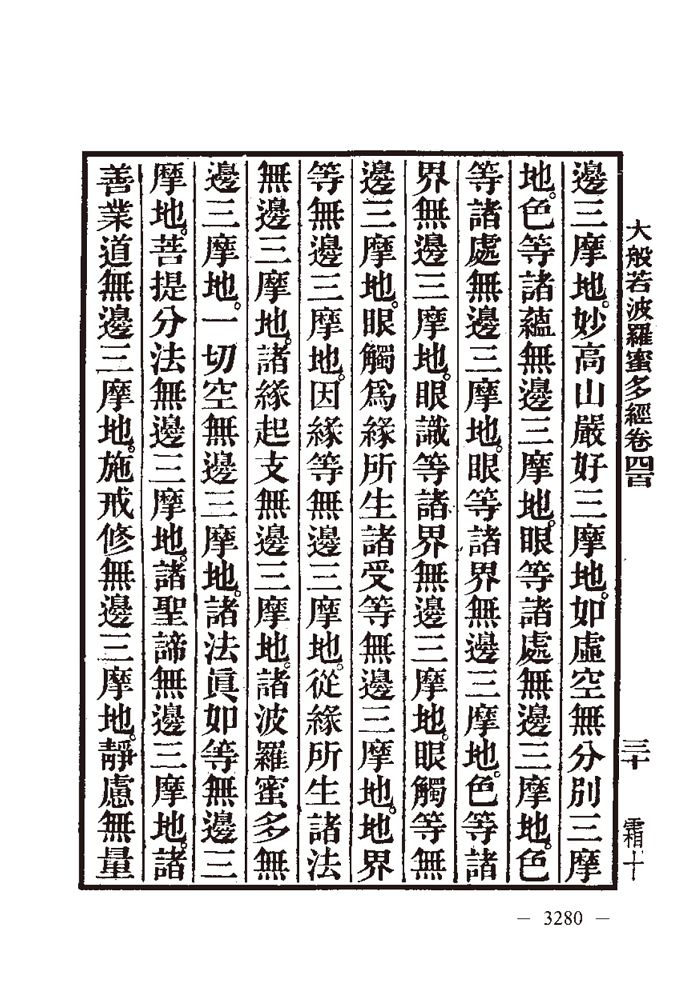 大般若波羅蜜多經卷四百 三十 霜十
邊三摩地。妙高山嚴好三摩地。如虛空無分別三摩
地。色等諸蘊無邊三摩地。眼等諸處無邊三摩地。色
等諸處無邊三摩地。眼等諸界無邊三摩地。色等諸
界無邊三摩地。眼識等諸界無邊三摩地。眼觸等無
邊三摩地。眼觸爲緣所生諸受等無邊三摩地。地界
等無邊三摩地。因緣等無邊三摩地。從緣所生諸法
無邊三摩地。諸緣起支無邊三摩地。諸波羅蜜多無
邊三摩地。一切空無邊三摩地。諸法眞如等無邊三
摩地。菩提分法無邊三摩地。諸聖諦無邊三摩地。諸
善業道無邊三摩地。施戒修無邊三摩地。靜慮無量
— 3280 —